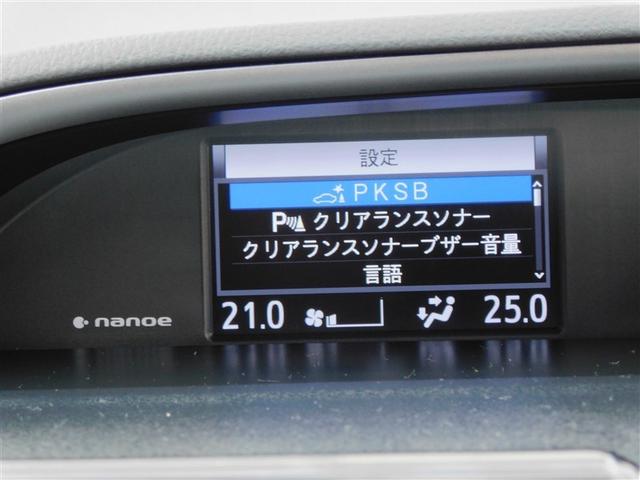 設定
PKSB
P クリアランスソナー
クリアランスソナーブザー音量
言語
21.0 25.0
nanoe